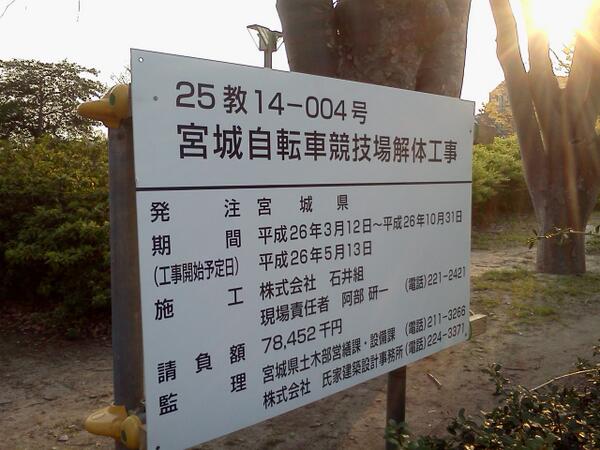 25教14−004号
宮城自転車競技場解体工事
発　注　宮　城　県
期　間　平成26年3月12日～平成26年10月31日
(工事開始予定日)　平成26年5月13日
施　工　株式会社　石井組
現場責任者　阿部 研一　(電話)221-2421
請負額　78,452千円
監　理　宮城県土木部営繕課・設備課　(電話)211-3266
株式会社　氏家建築設計事務所　(電話)224-3371